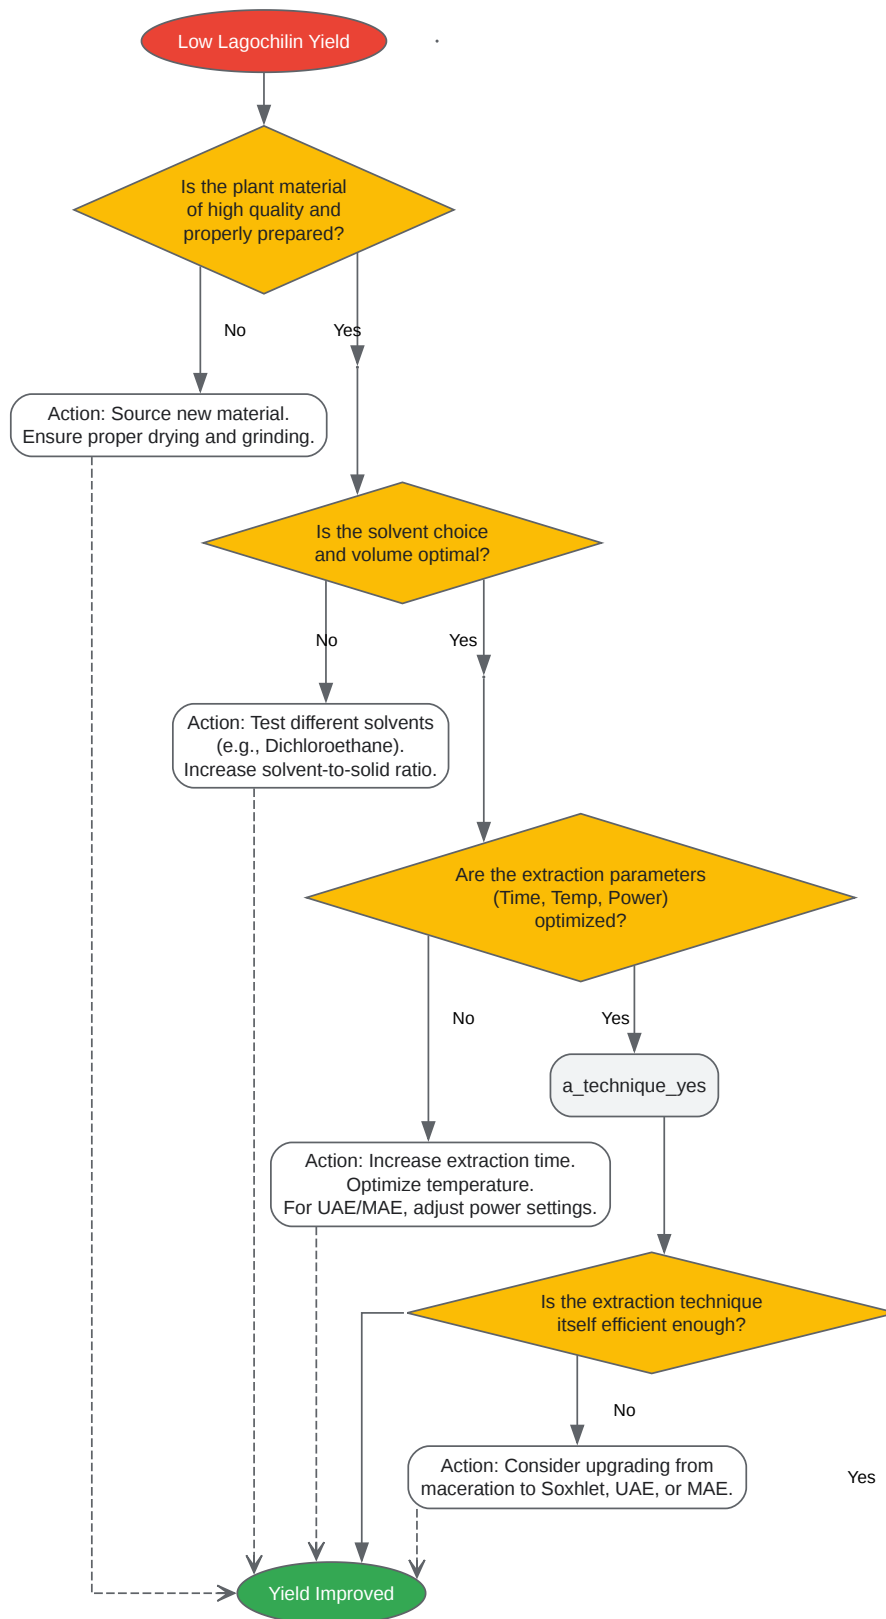 Low Lagochilin Yield
Is the plant material
of high quality and
properly prepared?
No
Yes
Action: Source new material.
Ensure proper drying and grinding.
Is the solvent choice
and volume optimal?
No
Yes
Action: Test different solvents
(e.g., Dichloroethane).
Increase solvent-to-solid ratio.
Are the extraction parameters
(Time, Temp, Power)
optimized?
No
Yes
a_technique_yes
Action: Increase extraction time.
Optimize temperature.
For UAE/MAE, adjust power settings.
Is the extraction technique
itself efficient enough?
No
Action: Consider upgrading from
maceration to Soxhlet, UAE, or MAE.
Yes
Yield Improved